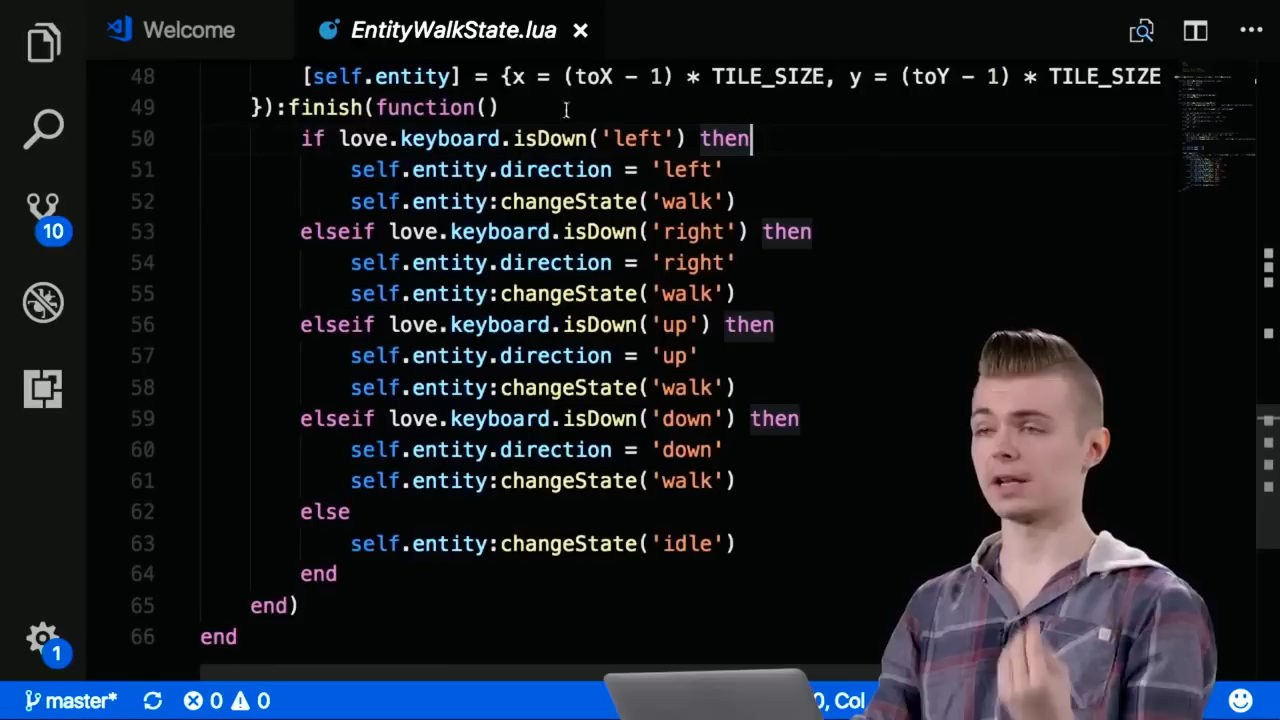 Welcome
EntityWalkState.lua
48 [self.entity] = {x = (toX - 1) * TILE_SIZE, y = (toY - 1) * TILE_SIZE
49 }):finish(function()
50 if love.keyboard.isDown('left') then
51 self.entity.direction = 'left'
52 self.entity:changeState('walk')
53 elseif love.keyboard.isDown('right') then
54 self.entity.direction = 'right'
55 self.entity:changeState('walk')
56 elseif love.keyboard.isDown('up') then
57 self.entity.direction = 'up'
58 self.entity:changeState('walk')
59 elseif love.keyboard.isDown('down') then
60 self.entity.direction = 'down'
61 self.entity:changeState('walk')
62 else
63 self.entity:changeState('idle')
64 end
65 end)
66 end
10
1
master* 0 0 0, Col